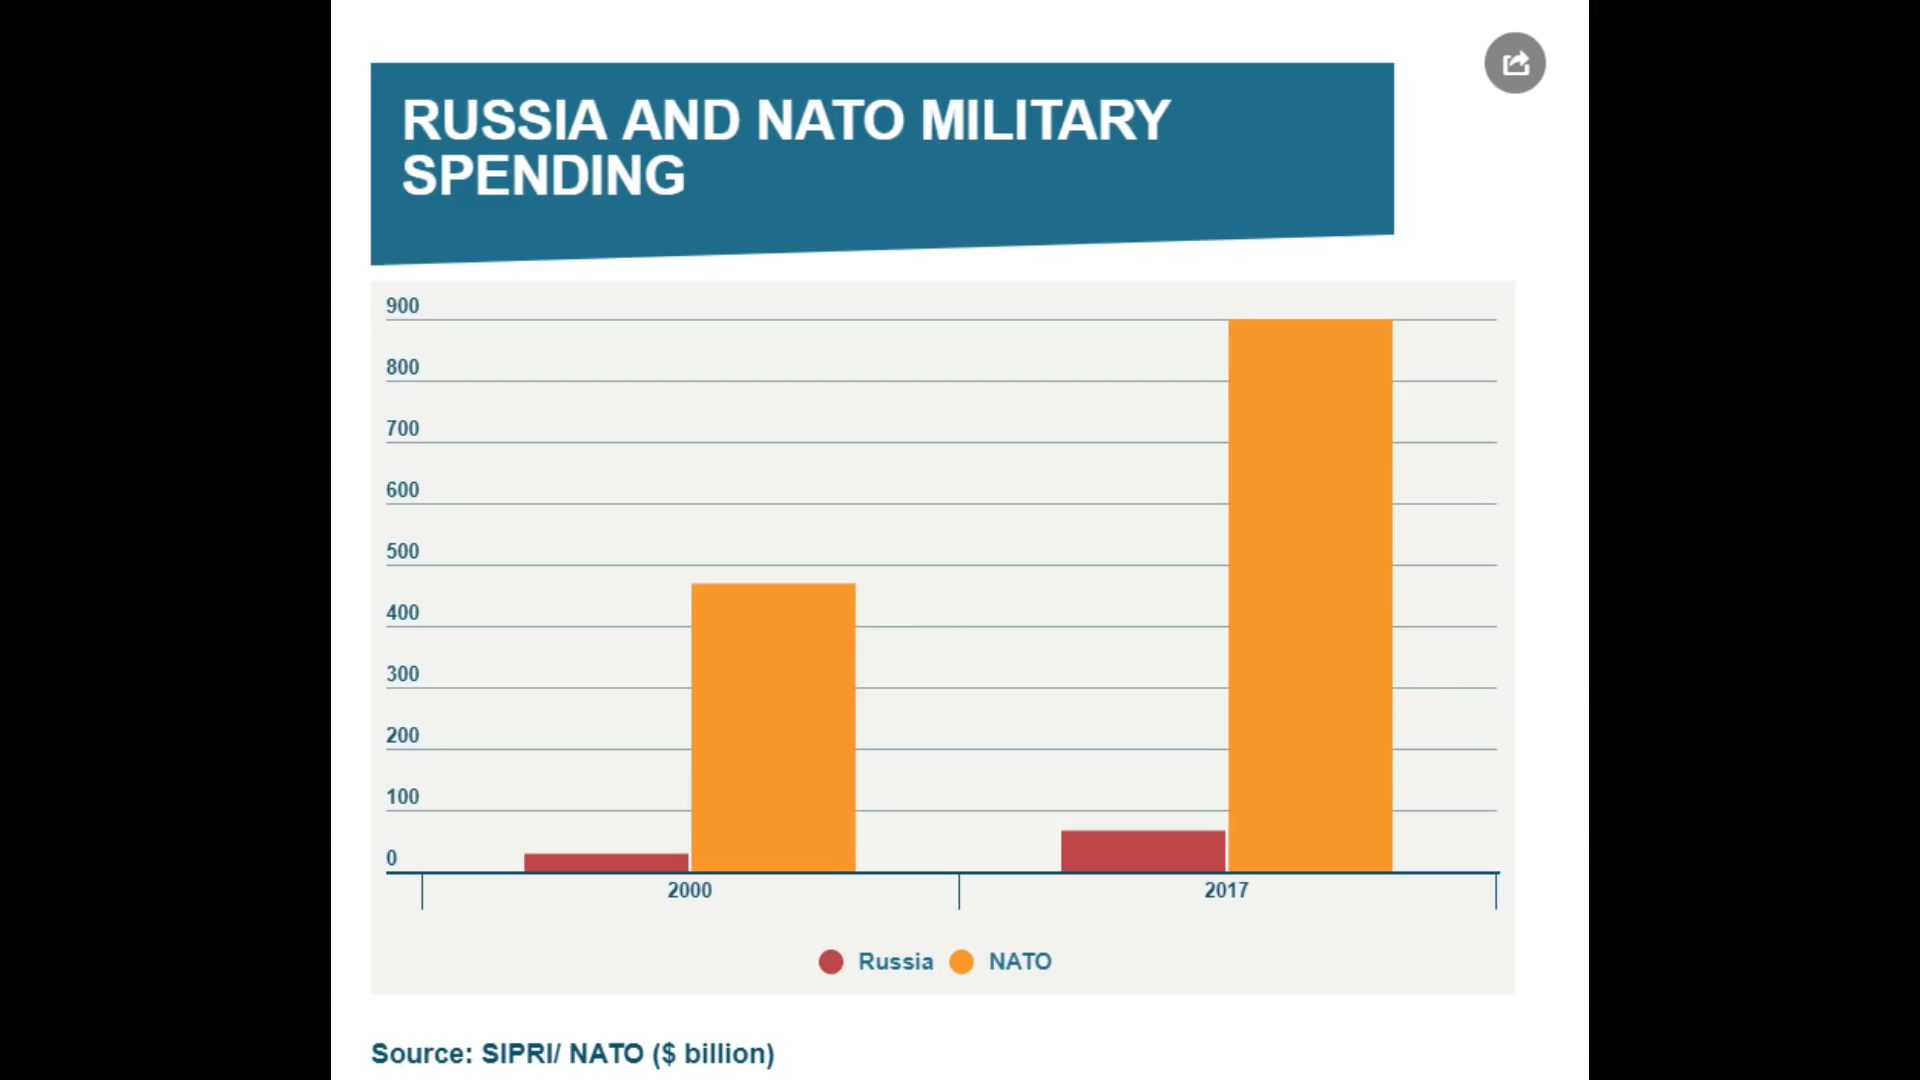 RUSSIA AND NATO MILITARY
SPENDING
900
800
700
600
500
400
300
200
100
0
2000 2017
Russia NATO
Source: SIPRI/ NATO ($ billion)